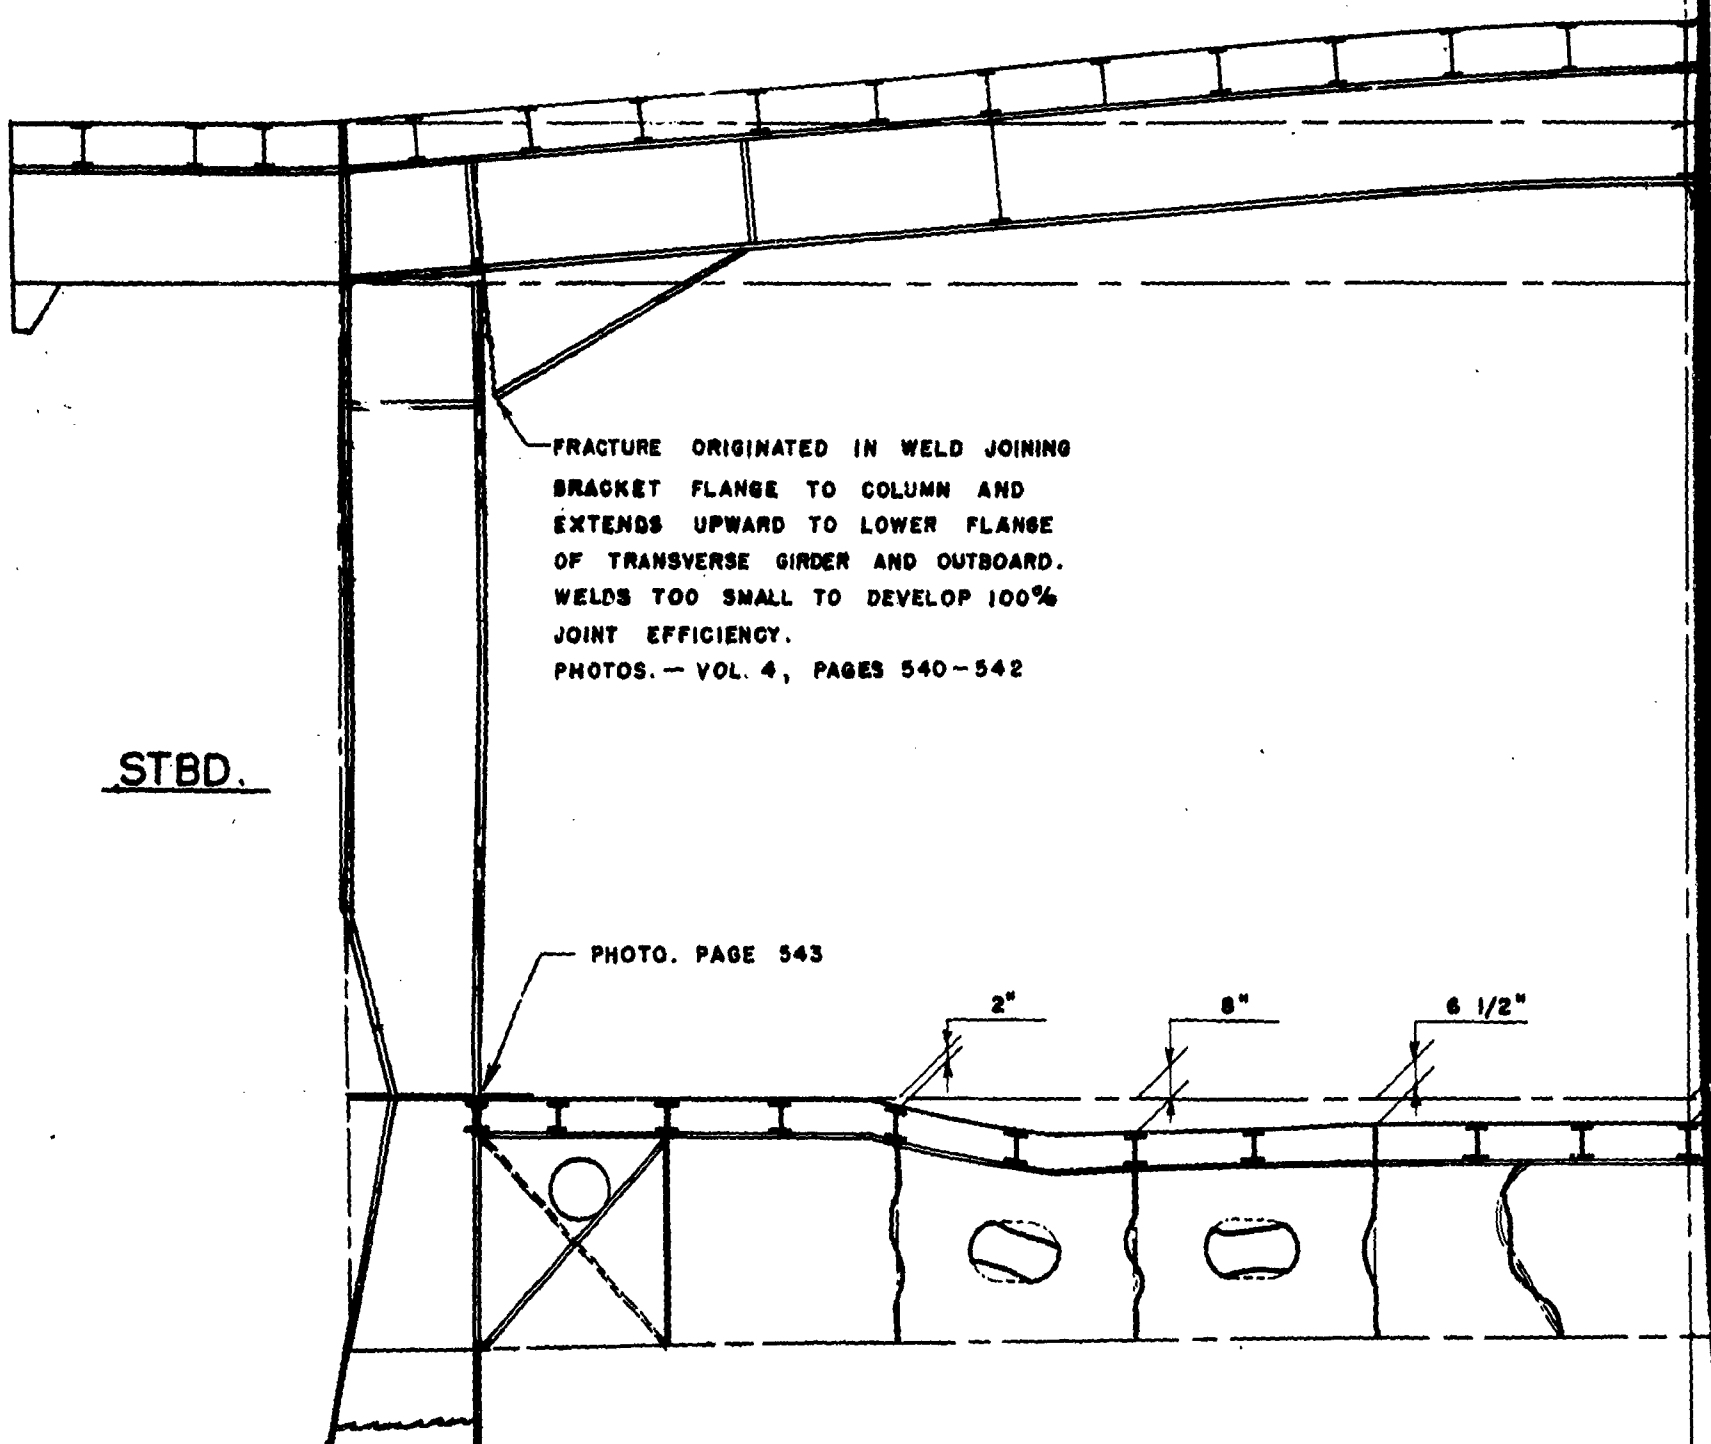 FRACTURE ORIGINATED IN WELD JOINING
BRACKET FLANGE TO COLUMN AND
EXTENDS UPWARD TO LOWER FLANGE
OF TRANSVERSE GIRDER AND OUTBOARD.
WELDS TOO SMALL TO DEVELOP 100%
JOINT EFFICIENCY.
PHOTOS. — VOL. 4, PAGES 540-542
STBD.
PHOTO. PAGE 543
2"
8"
6 1/2"